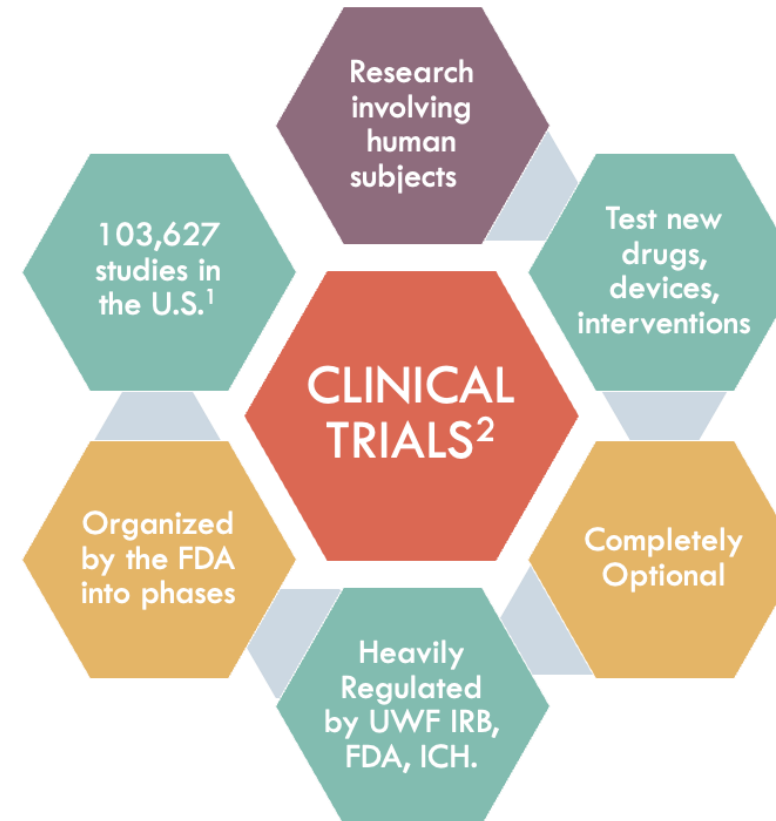 Research
involving
human
subjects
Test new
drugs,
devices,
interventions
Completely
Optional
Heavily
Regulated
by UWF IRB,
FDA, ICH.
Organized
by the FDA
into phases
103,627
studies in
the U.S.¹
CLINICAL
TRIALS²